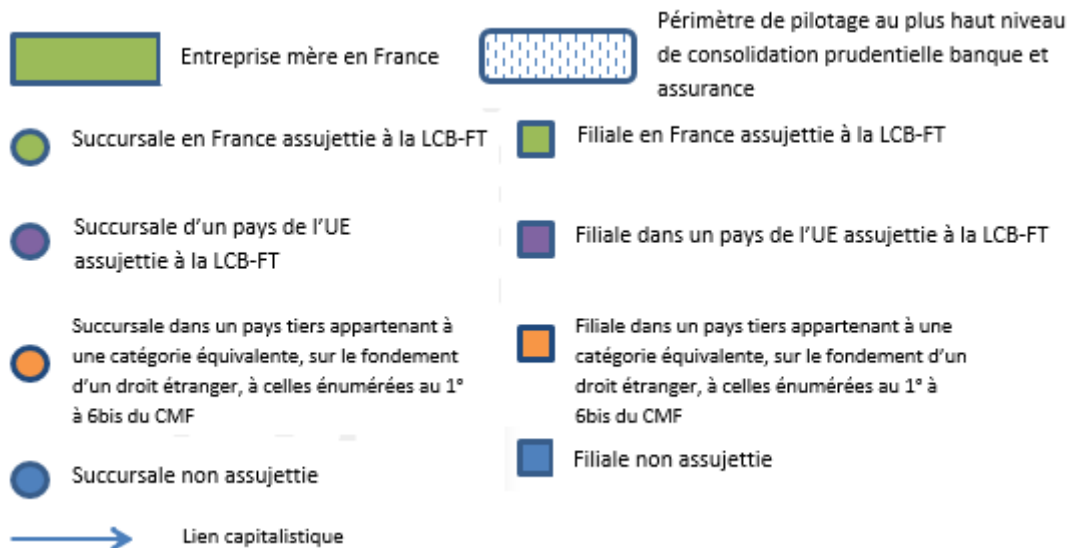 Entreprise mère en France
Périmètre de pilotage au plus haut niveau
de consolidation prudentielle banque et
assurance
Succursale en France assujettie à la LCB-FT
Filiale en France assujettie à la LCB-FT
Succursale d'un pays de l'UE
assujettie à la LCB-FT
Filiale dans un pays de l'UE assujettie à la LCB-FT
Succursale dans un pays tiers appartenant à
une catégorie équivalente, sur le fondement
d'un droit étranger, à celles énumérées au 1°
à 6bis du CMF
Filiale dans un pays tiers appartenant à une
catégorie équivalente, sur le fondement d'un
droit étranger, à celles énumérées au 1° à
6bis du CMF
Succursale non assujettie
Filiale non assujettie
Lien capitalistique